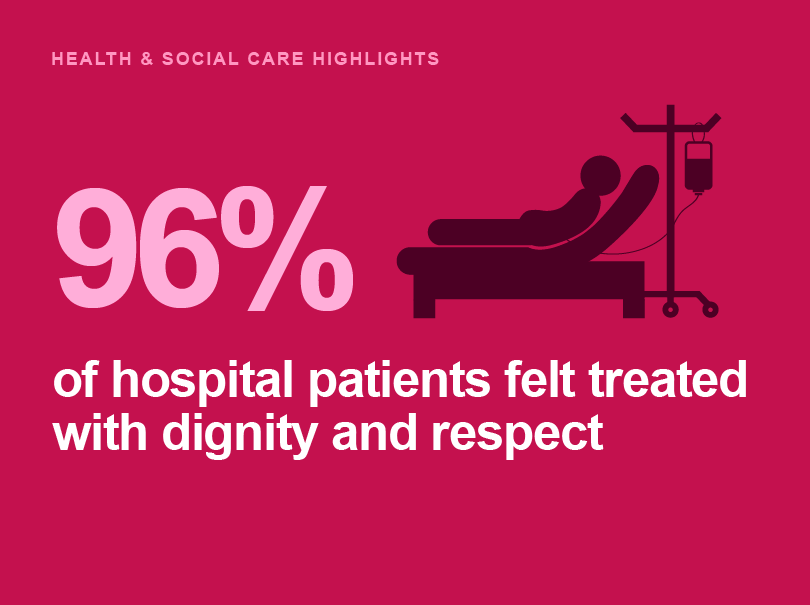 HEALTH & SOCIAL CARE HIGHLIGHTS
96%
of hospital patients felt treated
with dignity and respect